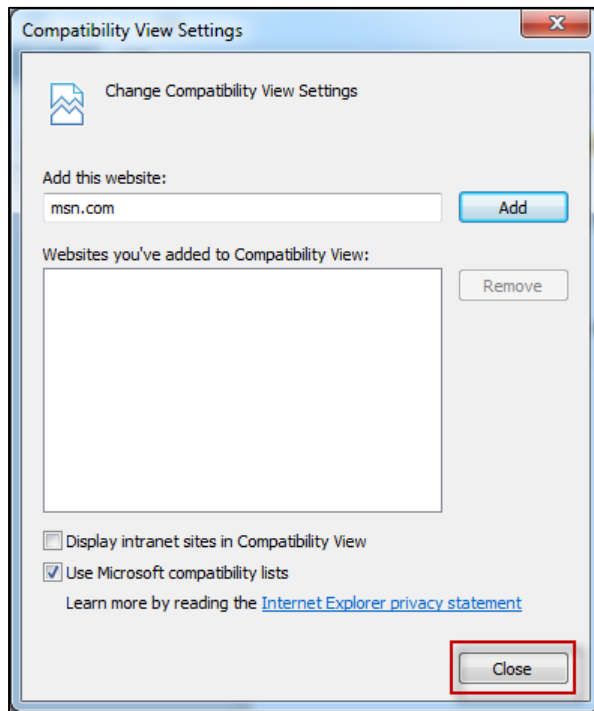 Compatibility View Settings
Change Compatibility View Settings
Add this website:
msn.com
Add
Websites you've added to Compatibility View:
Remove
Display intranet sites in Compatibility View
Use Microsoft compatibility lists
Learn more by reading the Internet Explorer privacy statement
Close